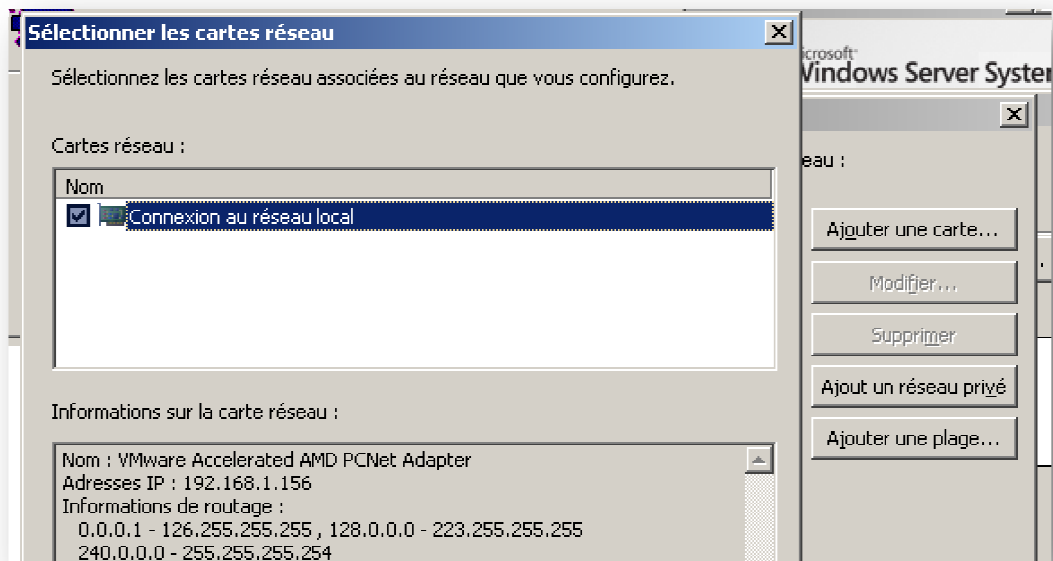 Sélectionner les cartes réseau
Sélectionnez les cartes réseau associées au réseau que vous configurez.
Cartes réseau :
Nom
Connexion au réseau local
Informations sur la carte réseau :
Nom : VMware Accelerated AMD PCNet Adapter
Adresses IP : 192.168.1.156
Informations de routage :
0.0.0.1 - 126.255.255.255 , 128.0.0.0 - 223.255.255.255
240.0.0.0 - 255.255.255.254
crosoft
Windows Server Syster
eau :
Ajouter une carte...
Modifier...
Supprimer
Ajout un réseau privé
Ajouter une plage...